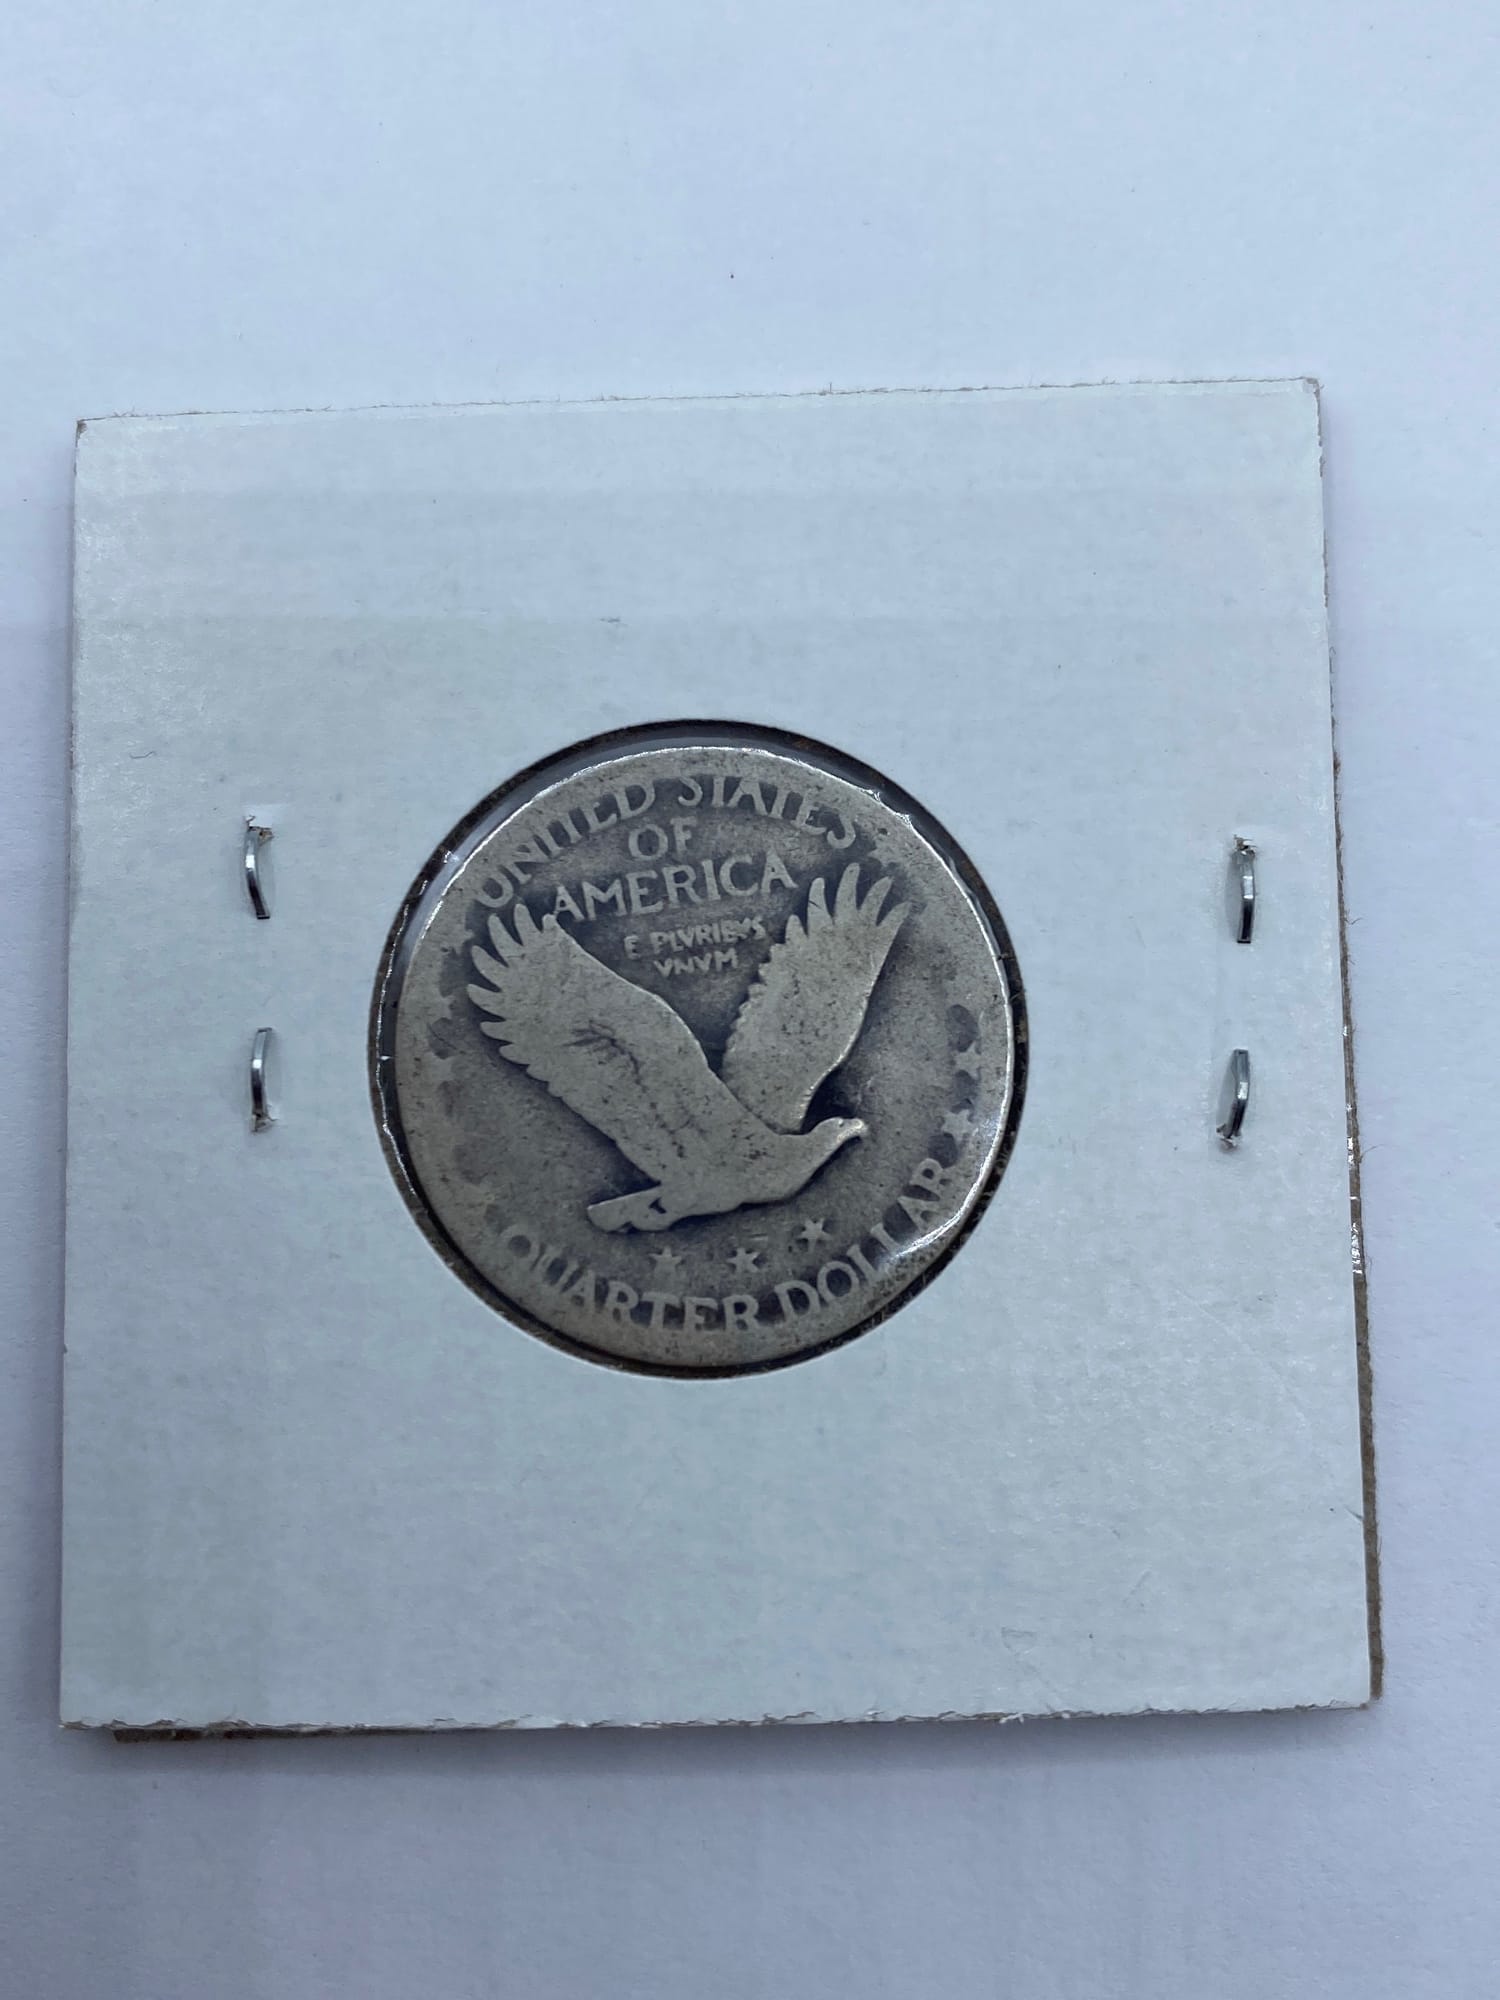 UNITED STATES
OF
AMERICA
E PLVRIBVS
VNVM
QUARTER DOLLAR